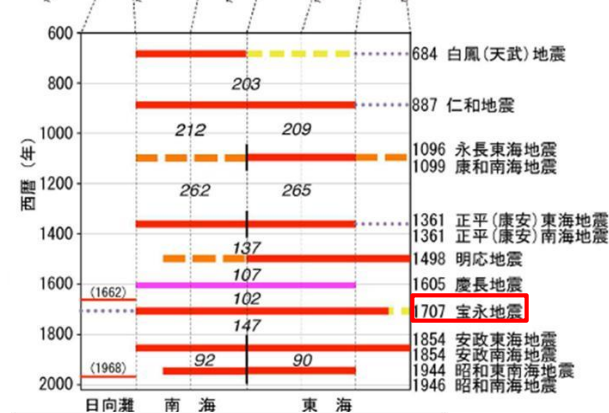 600
684 白鳳(天武)地震
203
800
887 仁和地震
212
209
1000
1096 永長東海地震
1099 康和南海地震
262
265
1200
1361 正平(康安)東海地震
1361 正平(康安)南海地震
137
1400
1498 明応地震
107
1600
1605 慶長地震
(1662)
102
1707 宝永地震
147
1800
1854 安政東海地震
1854 安政南海地震
92
90
(1968)
1944 昭和東南海地震
1946 昭和南海地震
2000
西暦(年)
日向灘 南 海 東 海